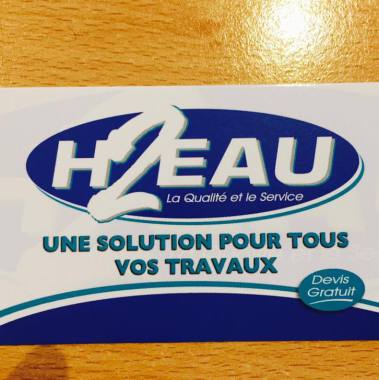 H2EAU
La Qualité et le Service
UNE SOLUTION POUR TOUS
VOS TRAVAUX
Devis
Gratuit